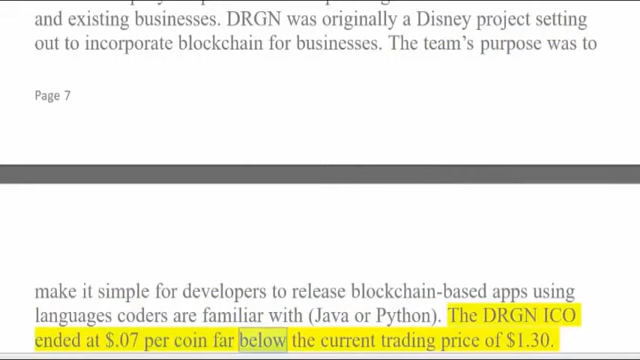 and existing businesses. DRGN was originally a Disney project setting
out to incorporate blockchain for businesses. The team's purpose was to
Page 7
make it simple for developers to release blockchain-based apps using
languages coders are familiar with (Java or Python). The DRGN ICO
ended at $.07 per coin far below the current trading price of $1.30.